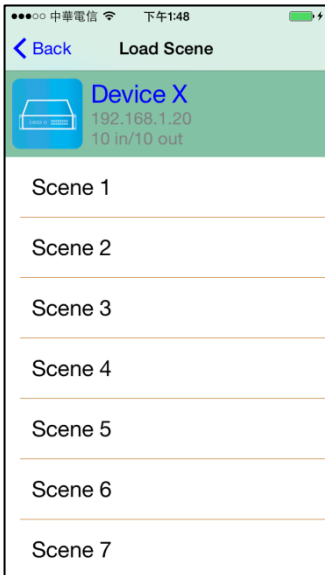 中華電信 下午1:48
Back Load Scene
Device X
192.168.1.20
10 in/10 out
Scene 1
Scene 2
Scene 3
Scene 4
Scene 5
Scene 6
Scene 7